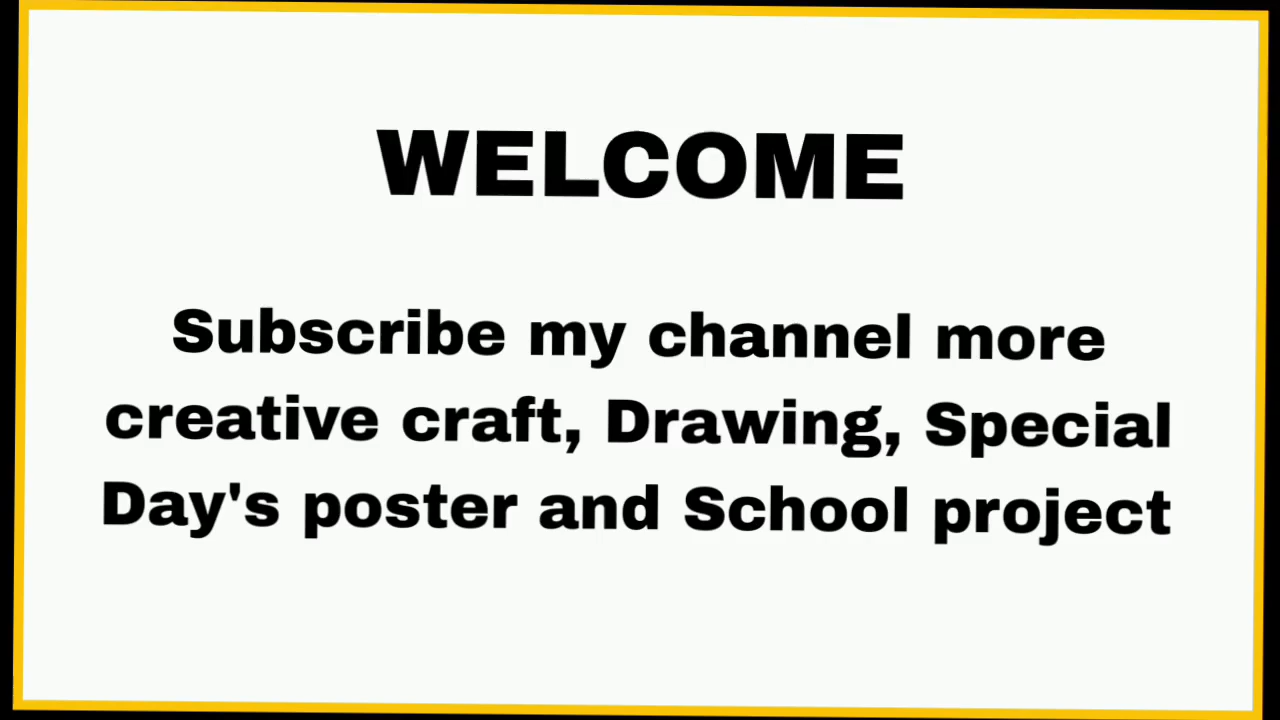 WELCOME
Subscribe my channel more
creative craft, Drawing, Special
Day's poster and School project